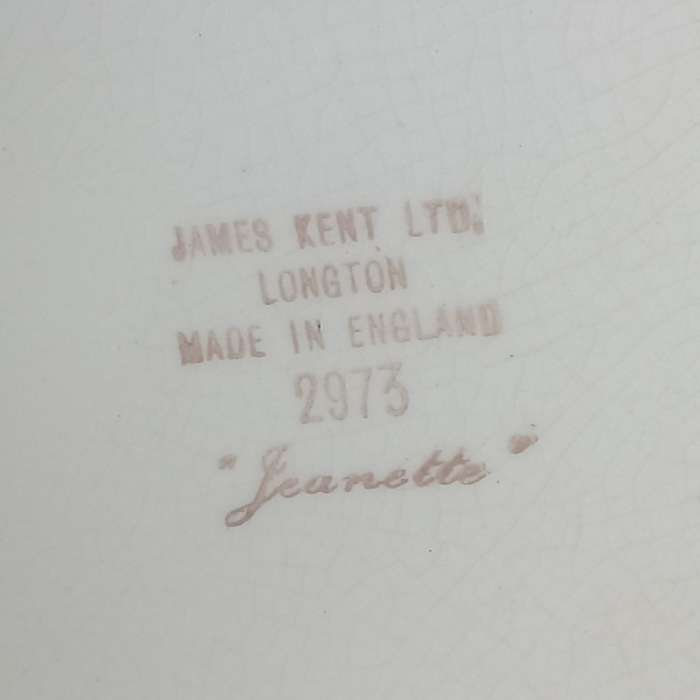 JAMES KENT LTD.
LONGTON
MADE IN ENGLAND
2973
"Jeanette"